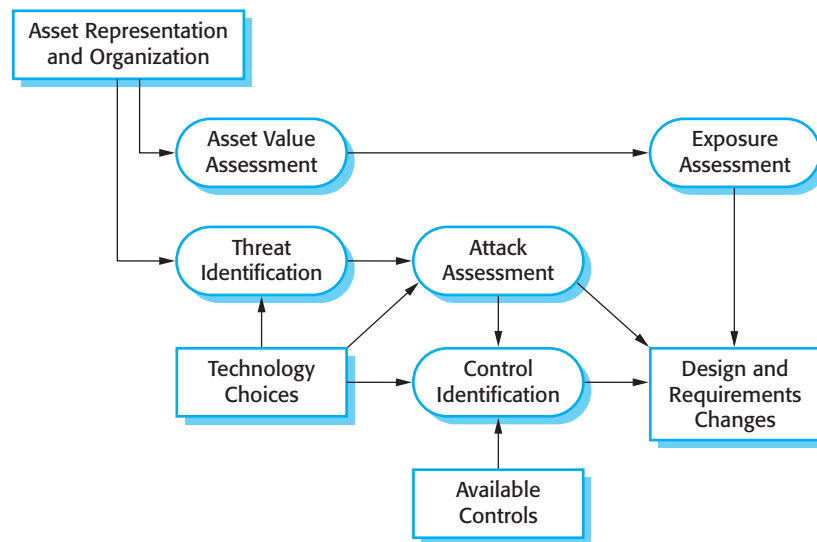 Asset Representation
and Organization
Asset Value
Assessment
Exposure
Assessment
Threat
Identification
Attack
Assessment
Technology
Choices
Control
Identification
Design and
Requirements
Changes
Available
Controls